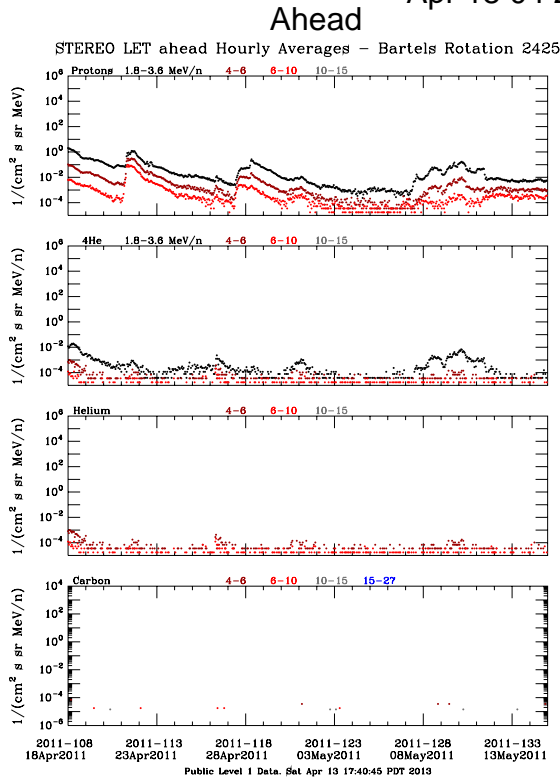 Ahead
STEREO LET ahead Hourly Averages – Bartels Rotation 2425
Protons 1.8–3.6 MeV/n 4–6 6–10 10–15
10^6
10^4
10^2
10^0
10^-2
10^-4
1/(cm^2 s sr MeV)
4He 1.8–3.6 MeV/n 4–6 6–10 10–15
10^6
10^4
10^2
10^0
10^-2
10^-4
1/(cm^2 s sr MeV/n)
Helium 4–6 6–10 10–15
10^6
10^4
10^2
10^0
10^-2
10^-4
1/(cm^2 s sr MeV/n)
Carbon 4–6 6–10 10–15 15–27
10^4
10^2
10^0
10^-2
10^-4
10^-6
1/(cm^2 s sr MeV/n)
2011–108 2011–113 2011–118 2011–123 2011–128 2011–133
18Apr2011 23Apr2011 28Apr2011 03May2011 08May2011 13May2011
Public Level 1 Data. Sat Apr 13 17:40:45 PDT 2013